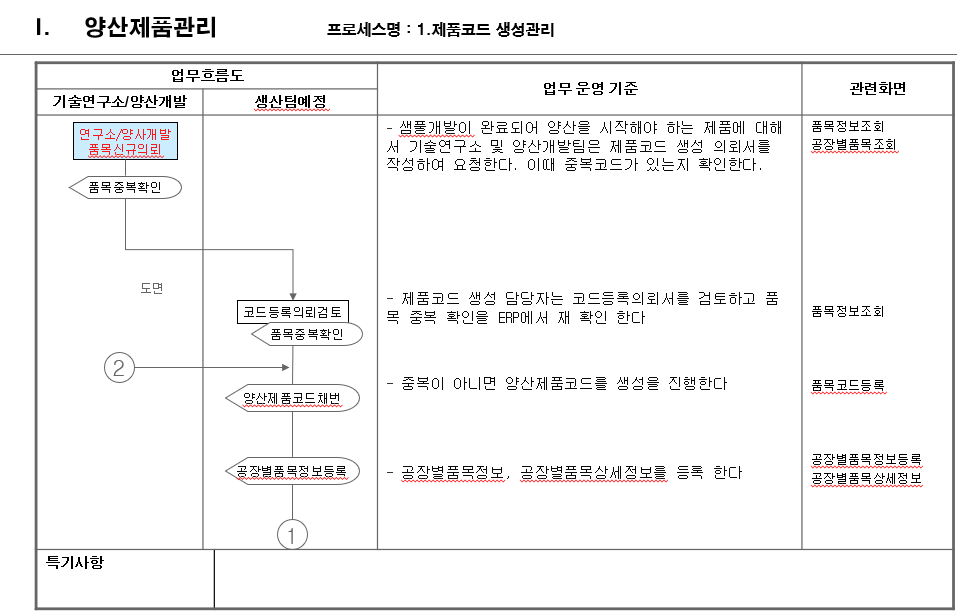 I. 양산제품관리
프로세스명 : 1.제품코드 생성관리
업무흐름도
업무 운영 기준
관련화면
기술연구소/양산개발
생산팀예정
연구소/양사개발
품목신규의뢰
품목중복확인
- 샘플개발이 완료되어 양산을 시작해야 하는 제품에 대해
서 기술연구소 및 양산개발팀은 제품코드 생성 의뢰서를
작성하여 요청한다. 이때 중복코드가 있는지 확인한다.
품목정보조회
공장별품목조회
도면
코드등록의뢰검토
품목중복확인
- 제품코드 생성 담당자는 코드등록의뢰서를 검토하고 품
목 중복 확인을 ERP에서 재 확인 한다
품목정보조회
2
양산제품코드채번
- 중복이 아니면 양산제품코드를 생성을 진행한다
품목코드등록
공장별품목정보등록
- 공장별품목정보, 공장별품목상세정보를 등록 한다
공장별품목정보등록
공장별품목상세정보
1
특기사항